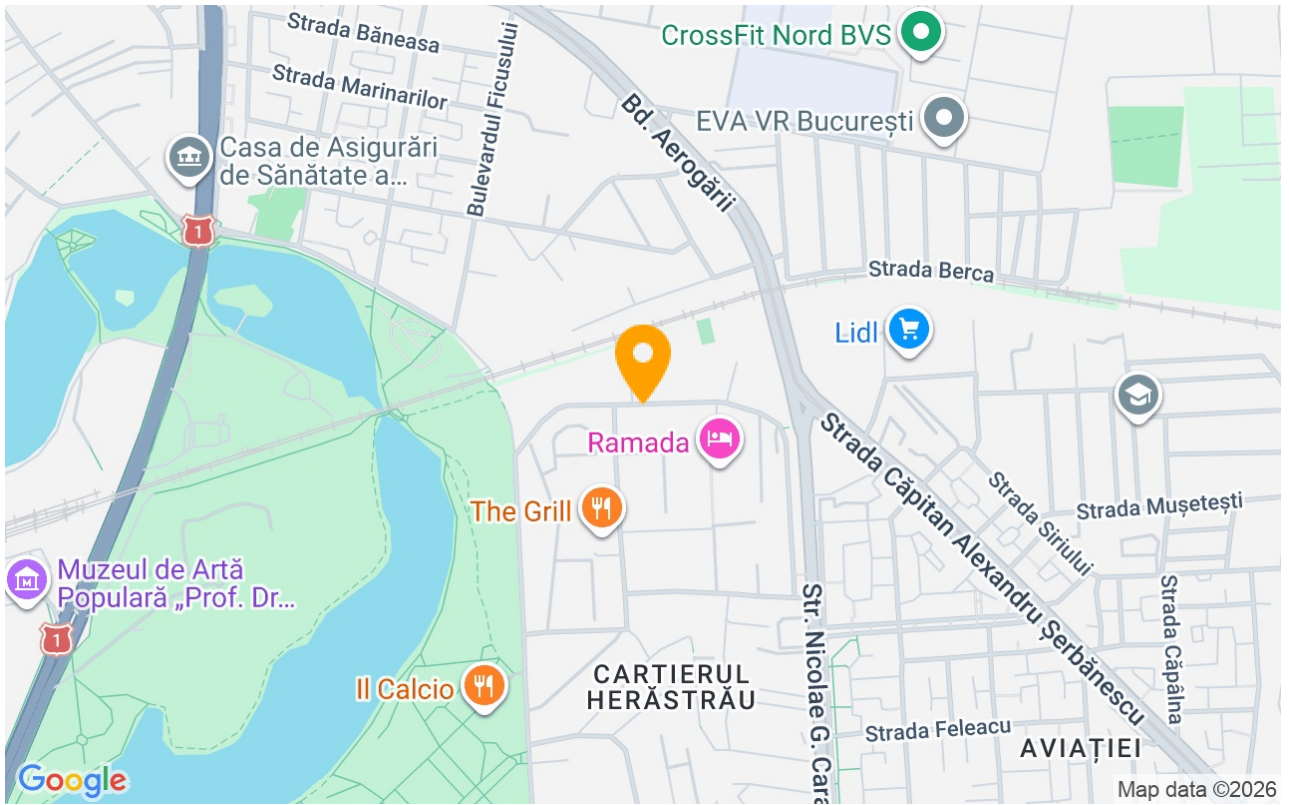 Strada Băneasa
CrossFit Nord BVS
Strada Marinarilor
Bulevardul Ficusului
Bd. Aerogării
EVA VR București
Casa de Asigurări
de Sănătate a...
1
Strada Berca
Lidl
Ramada
Strada Căpitan Alexandru Șerbănescu
The Grill
Strada Siriului
Strada Mușetești
Muzeul de Artă
Populară „Prof. Dr...
M
1
Str. Nicolae G. Cara
Strada Căpâlna
CARTIERUL
HERĂSTRĂU
Il Calcio
Strada Feleacu
AVIAȚIEI
Google
Map data ©2026